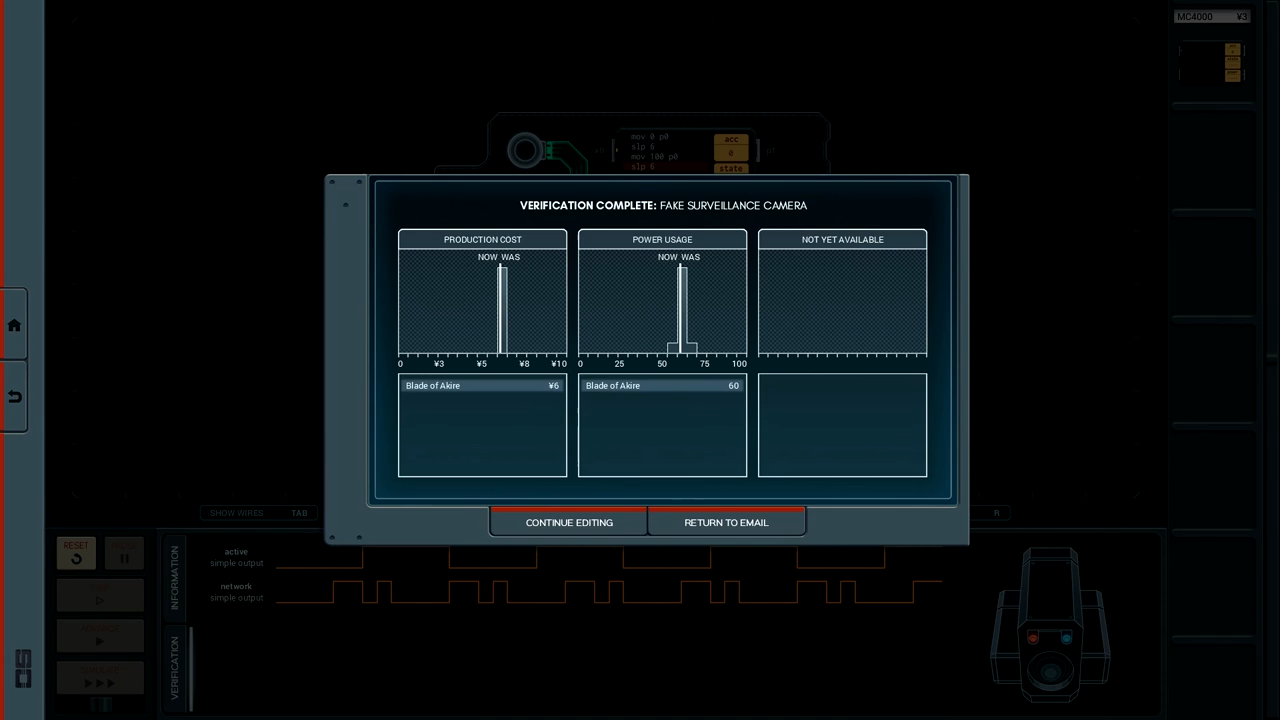 MC4000 ¥3
mov 0 p0
slp 6
mov 100 p0
slp 6
acc
0
state
VERIFICATION COMPLETE: FAKE SURVEILLANCE CAMERA
PRODUCTION COST
NOW WAS
0 ¥3 ¥5 ¥8 ¥10
Blade of Akire ¥6
POWER USAGE
NOW WAS
0 25 50 75 100
Blade of Akire 60
NOT YET AVAILABLE
CONTINUE EDITING
RETURN TO EMAIL
SHOW WIRES TAB
R
RESET
INFORMATION
VERIFICATION
active
simple output
network
simple output